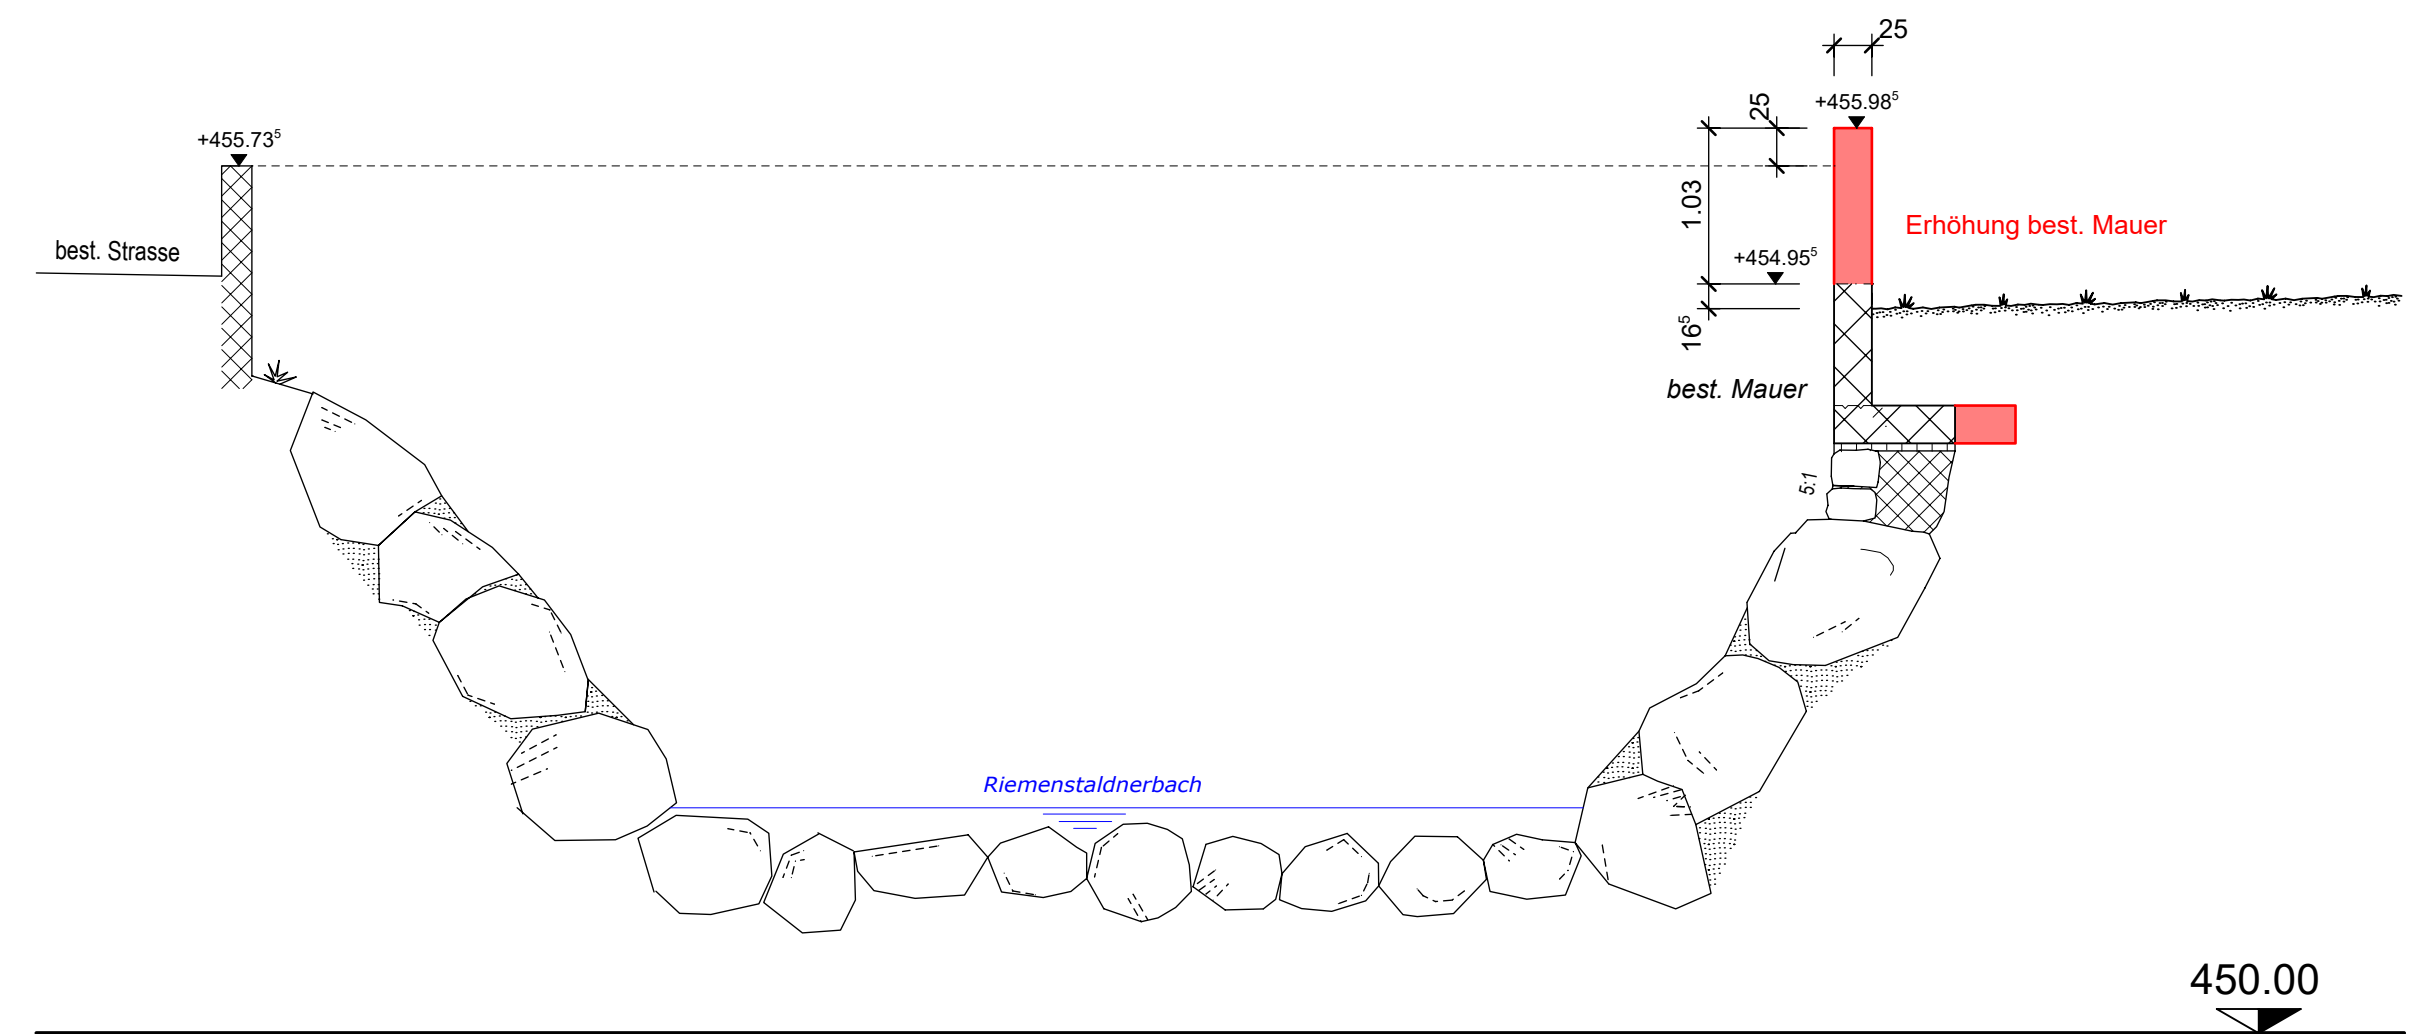 25
25
+455.98⁵
+455.73⁵
1.03
Erhöhung best. Mauer
best. Strasse
+454.95⁵
16⁵
best. Mauer
5:1
Riemenstaldnerbach
450.00